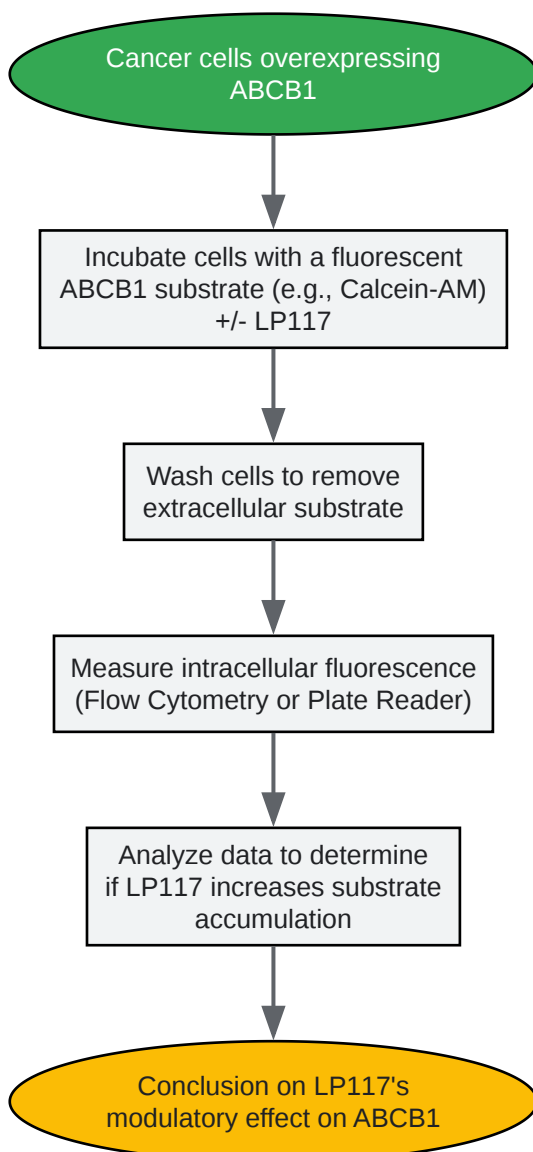 Cancer cells overexpressing
ABCB1
Incubate cells with a fluorescent
ABCB1 substrate (e.g., Calcein-AM)
+/- LP117
Wash cells to remove
extracellular substrate
Measure intracellular fluorescence
(Flow Cytometry or Plate Reader)
Analyze data to determine
if LP117 increases substrate
accumulation
Conclusion on LP117's
modulatory effect on ABCB1